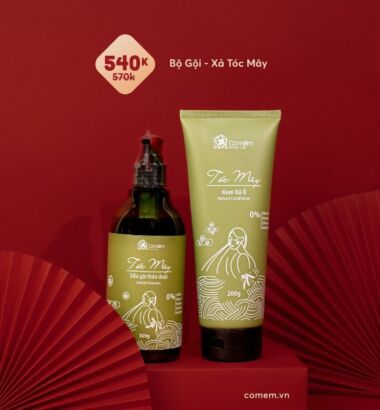 540K
570k
Bộ Gội - Xả Tóc Mây
Cỏ mềm
Tóc Mây
Kem Xả Ủ
Natural Conditioner
0%
200g
Cỏ mềm
Tóc Mây
Dầu gội thảo dược
Herbal Shampoo
0%
300g
comem.vn